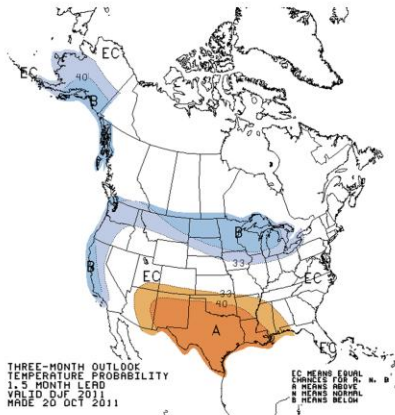 EC
EC
40
B
B
33
B
EC
EC
33
40
A
EC
THREE-MONTH OUTLOOK
TEMPERATURE PROBABILITY
1.5 MONTH LEAD
VALID DJF 2011
MADE 20 OCT 2011
EC MEANS EQUAL
CHANCES FOR A, N, B
A MEANS ABOVE
N MEANS NORMAL
B MEANS BELOW